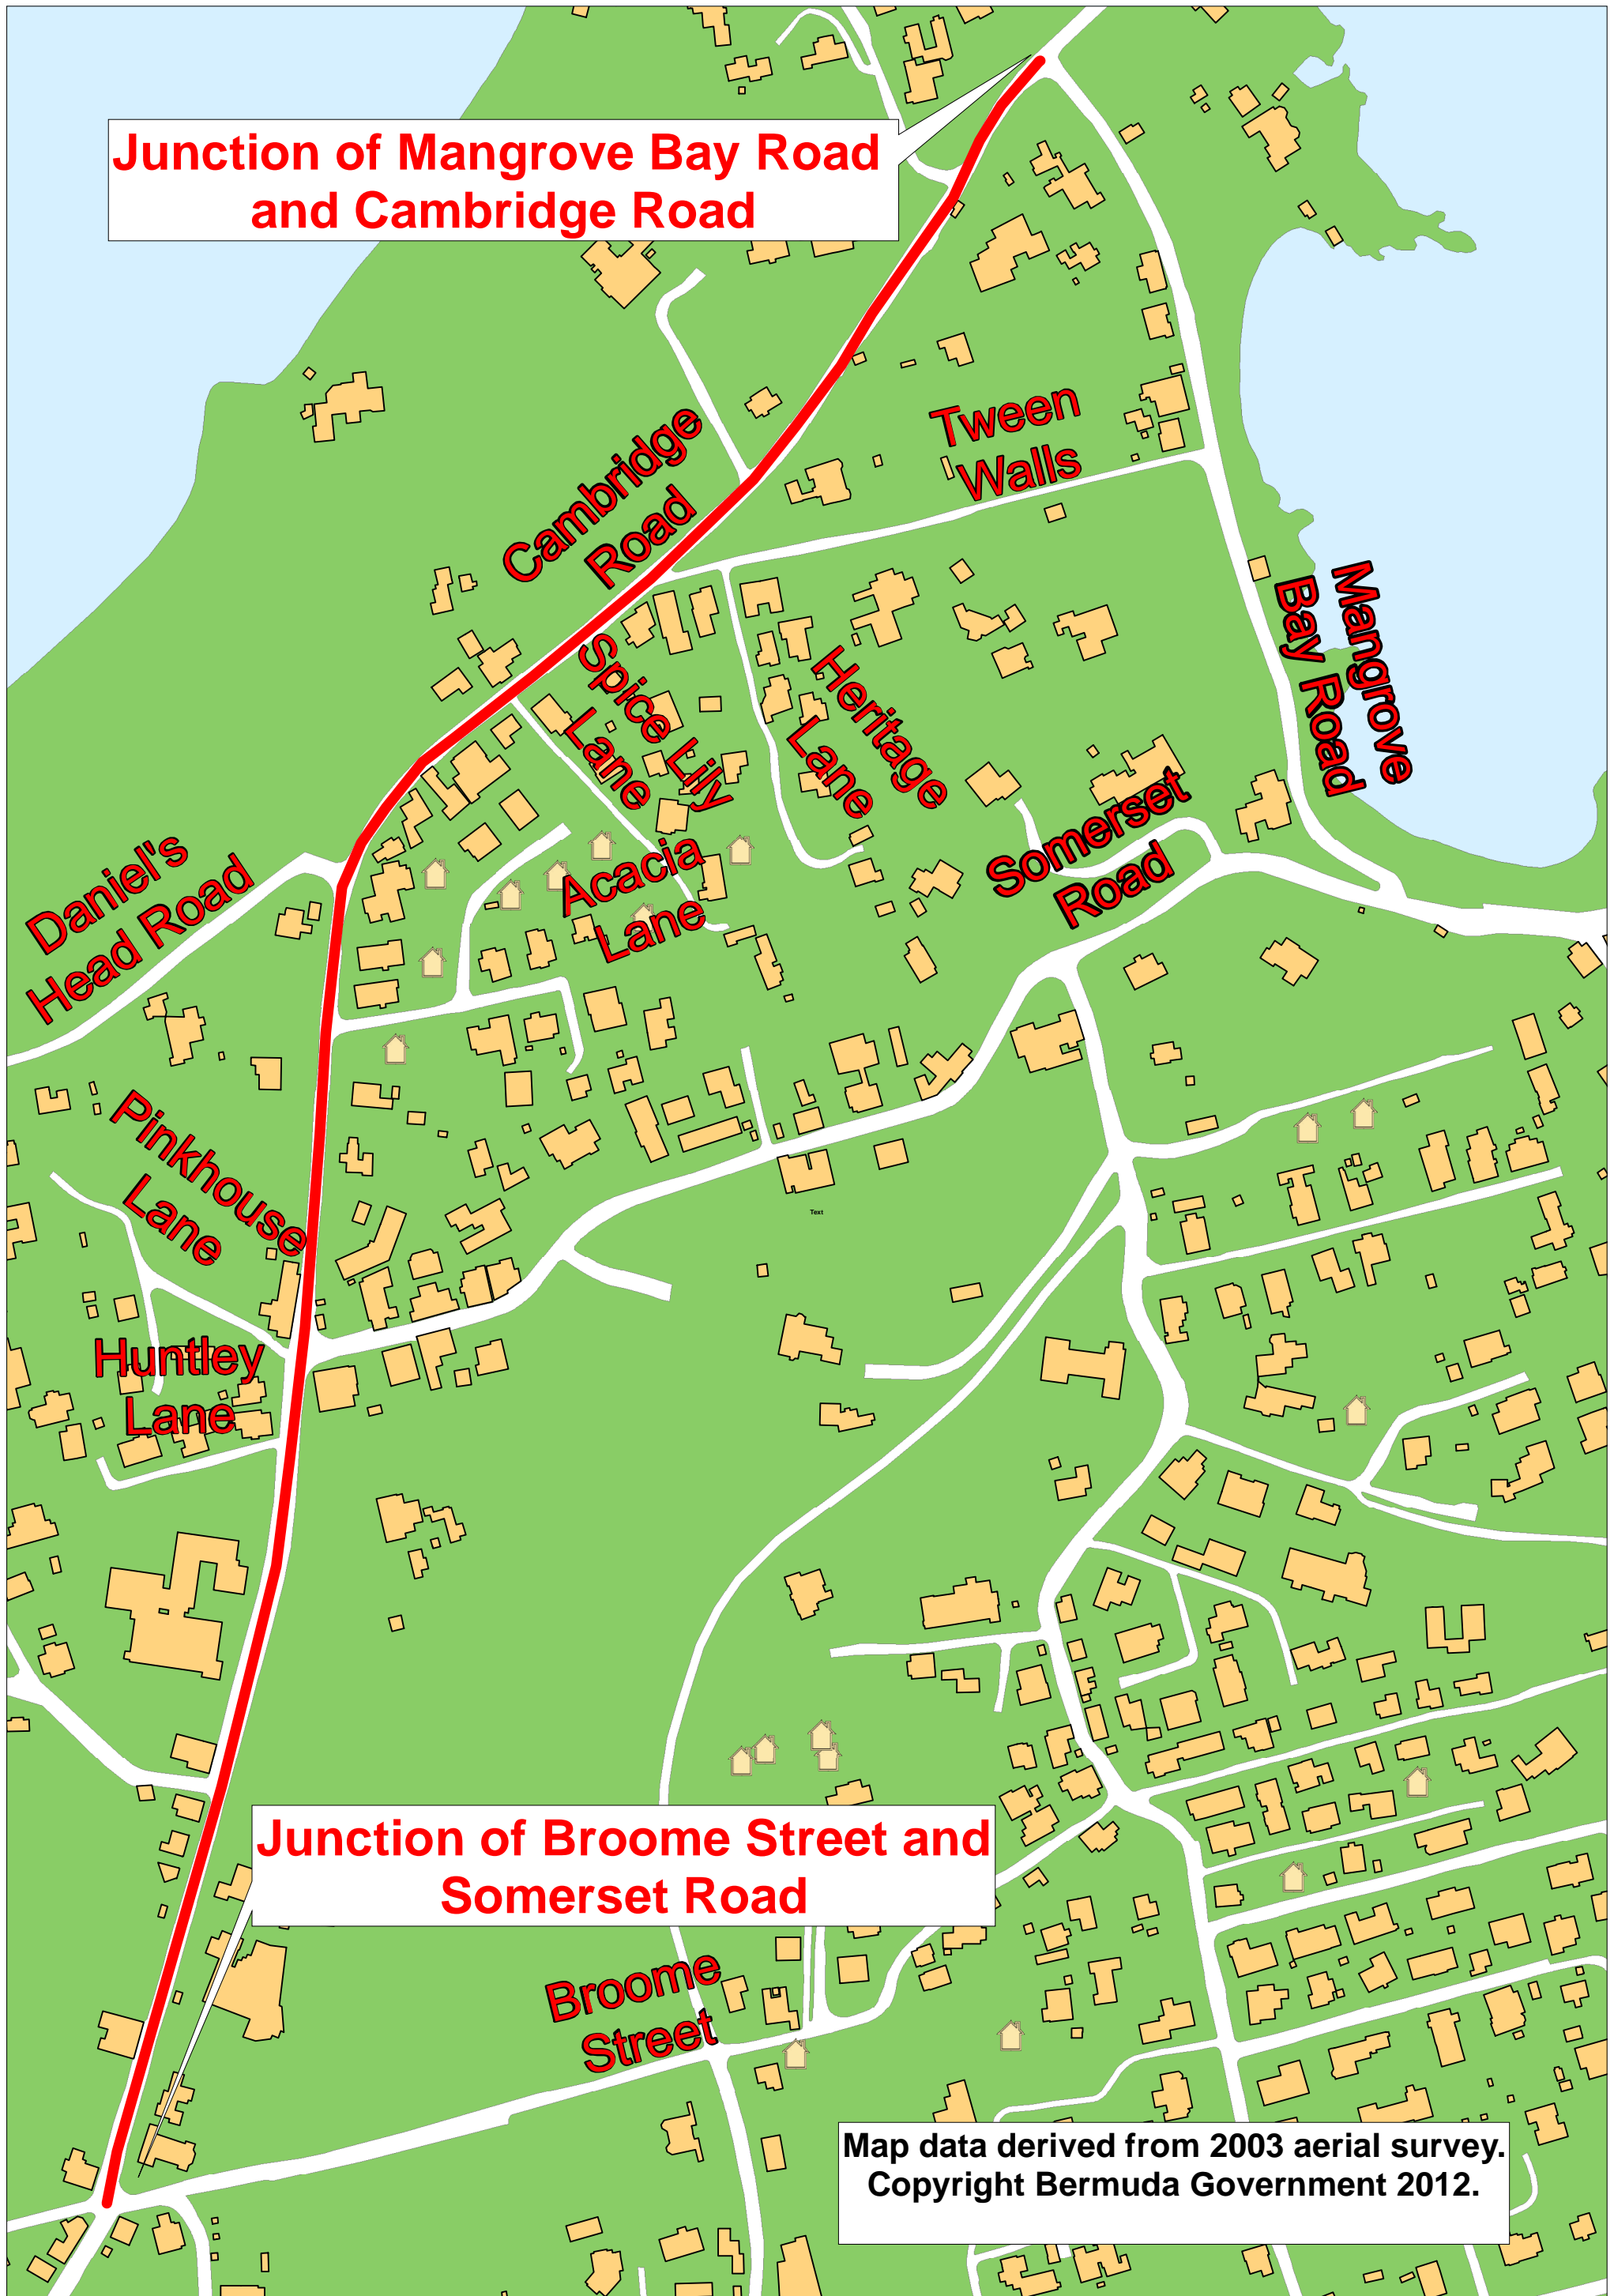 Junction of Mangrove Bay Road
and Cambridge Road
Tween
Walls
Cambridge
Road
Mangrove
Bay Road
Spice Lily
Lane
Heritage
Lane
Somerset
Road
Daniel's
Head Road
Acacia
Lane
Pinkhouse
Lane
Text
Huntley
Lane
Junction of Broome Street and
Somerset Road
Broome
Street
Map data derived from 2003 aerial survey.
Copyright Bermuda Government 2012.